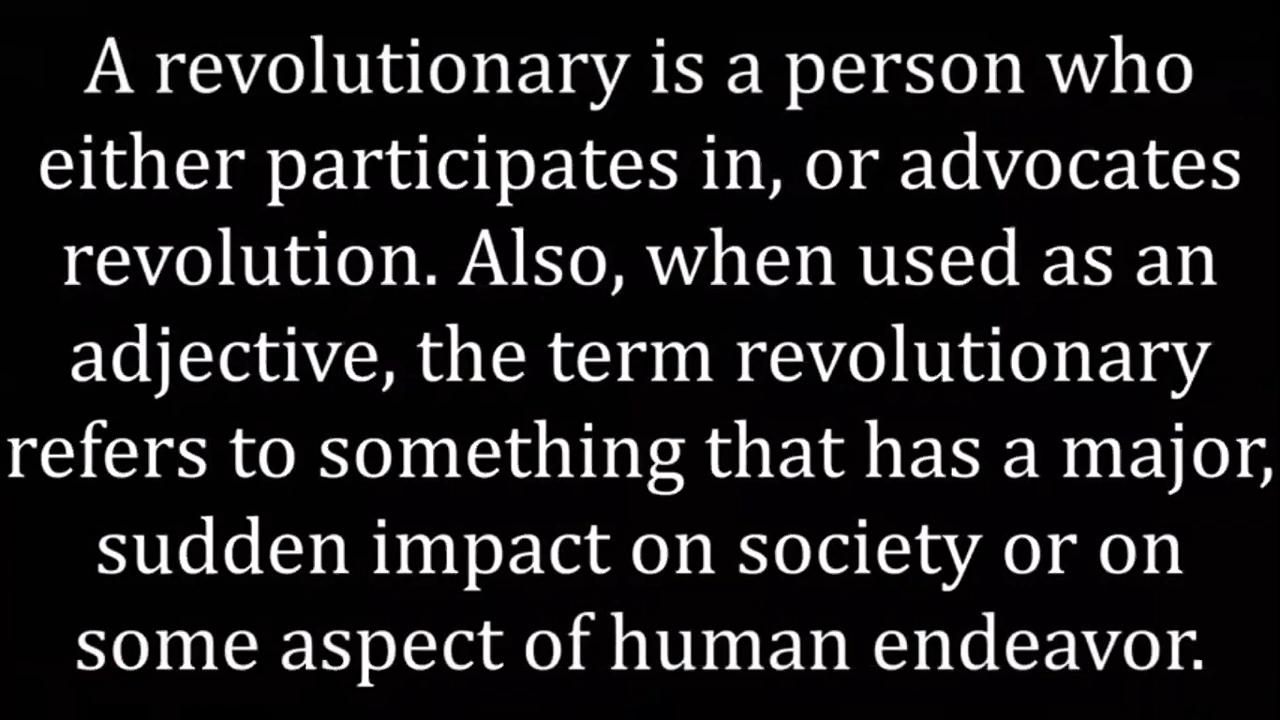 A revolutionary is a person who
either participates in, or advocates
revolution. Also, when used as an
adjective, the term revolutionary
refers to something that has a major,
sudden impact on society or on
some aspect of human endeavor.